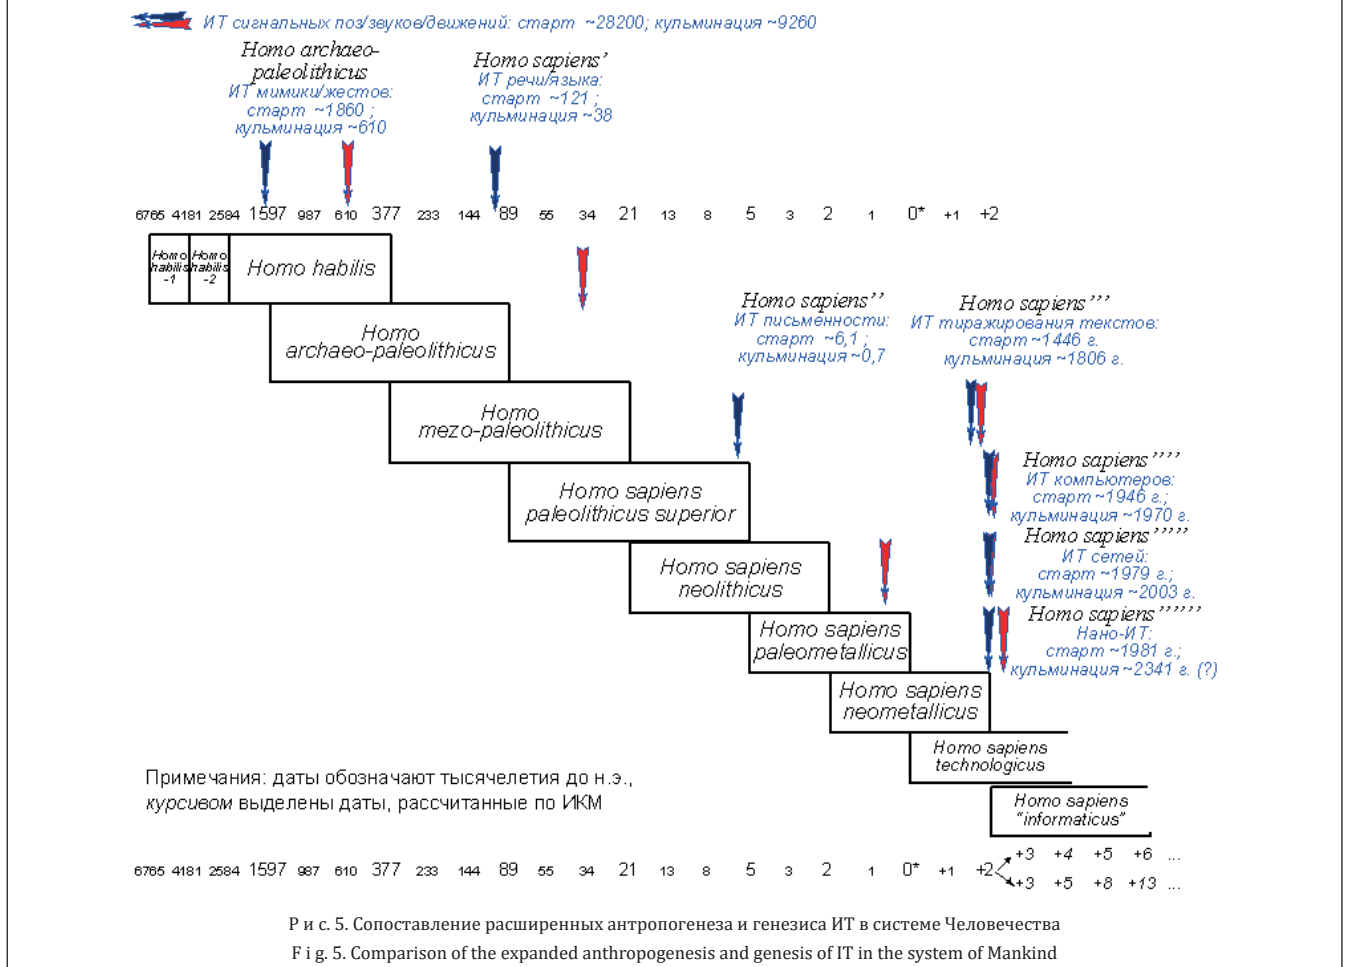 ИТ сигнальных поз/звуков/движений: старт ~28200; кульминация ~9260
Homo archaeo-
paleolithicus
ИТ мимики/жестов:
старт ~1860 ;
кульминация ~610
Homo sapiens'
ИТ речи/языка:
старт ~121 ;
кульминация ~38
6765 4181 2584 1597 987 610 377 233 144 89 55 34 21 13 8 5 3 2 1 0* +1 +2
Homo
habilis
-1
Homo
habilis
-2
Homo habilis
Homo
archaeo-paleolithicus
Homo sapiens''
ИТ письменности:
старт ~6,1 ;
кульминация ~0,7
Homo sapiens'''
ИТ тиражирования текстов:
старт ~1446 г.
кульминация ~1806 г.
Homo
mezo-paleolithicus
Homo sapiens''''
ИТ компьютеров:
старт ~1946 г.;
кульминация ~1970 г.
Homo sapiens
paleolithicus superior
Homo sapiens'''''
ИТ сетей:
старт ~1979 г.;
кульминация ~2003 г.
Homo sapiens
neolithicus
Homo sapiens''''''
Нано-ИТ:
старт ~1981 г.;
кульминация ~2341 г. (?)
Homo sapiens
paleometallicus
Homo sapiens
neometallicus
Homo sapiens
technologicus
Примечания: даты обозначают тысячелетия до н.э.,
курсивом выделены даты, рассчитанные по ИКМ
Homo sapiens
"informaticus"
6765 4181 2584 1597 987 610 377 233 144 89 55 34 21 13 8 5 3 2 1 0* +1 +2
+3 +4 +5 +6 ...
+3 +5 +8 +13 ...
Р и с. 5. Сопоставление расширенных антропогенеза и генезиса ИТ в системе Человечества
F i g. 5. Comparison of the expanded anthropogenesis and genesis of IT in the system of Mankind